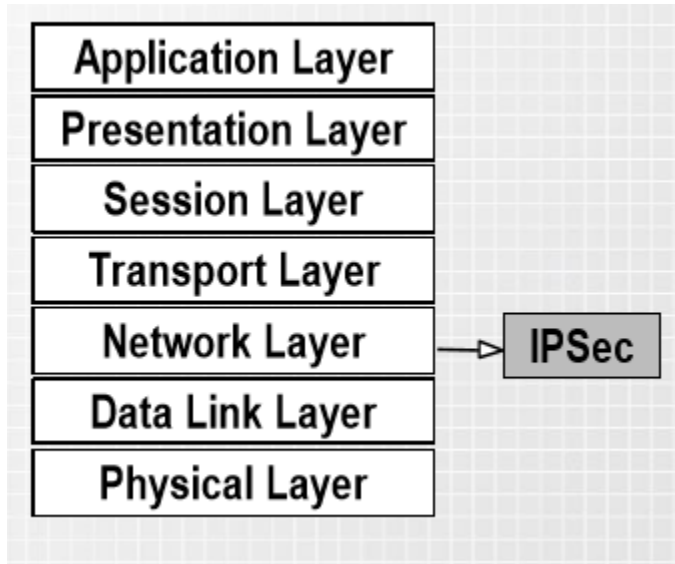 Application Layer
Presentation Layer
Session Layer
Transport Layer
Network Layer
IPSec
Data Link Layer
Physical Layer